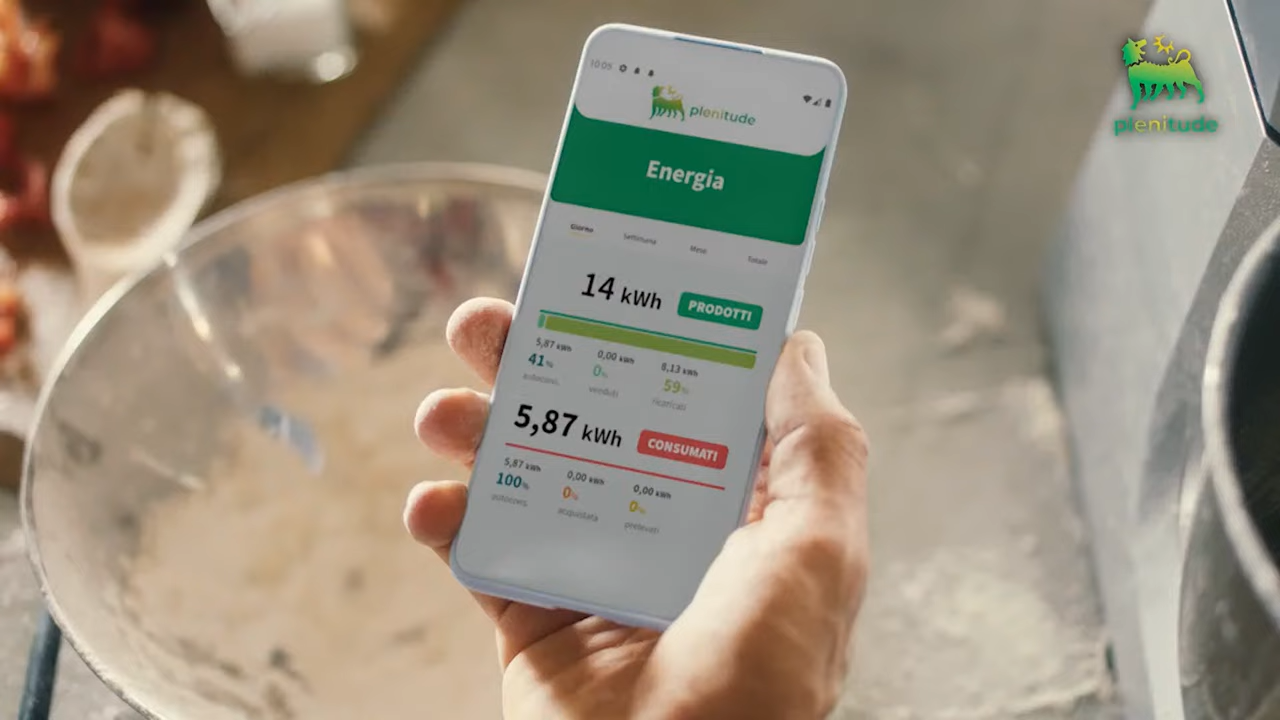 10:05
plenitude
plenitude
Energia
Giorno Settimana Mese Totale
14 kWh PRODOTTI
5,87 kWh 0,00 kWh 8,13 kWh
41% 0% 59%
autocons. venduti ricaricati
5,87 kWh CONSUMATI
5,87 kWh 0,00 kWh 0,00 kWh
100% 0% 0%
autocons. acquistata prelevati